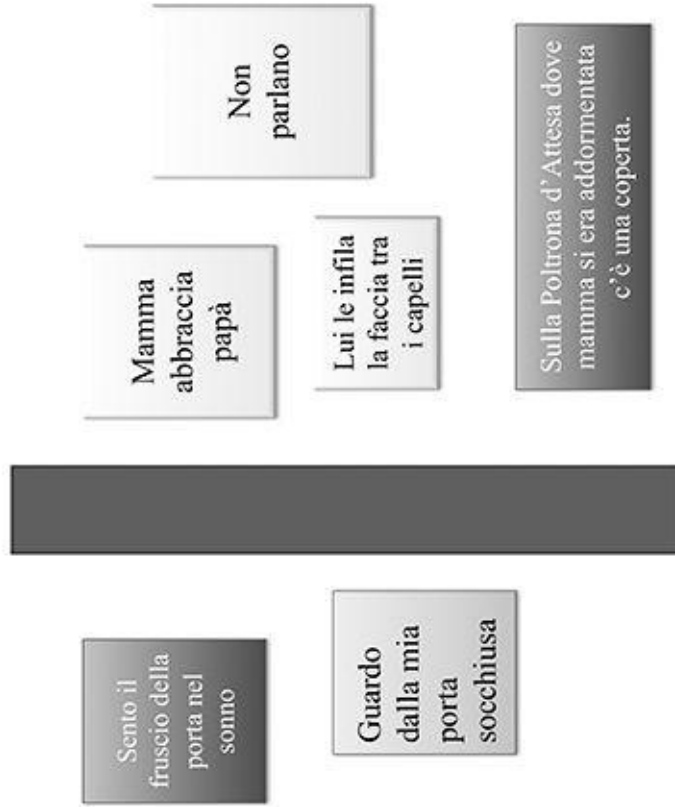 Sento il
fruscio della
porta nel
sonno
Guardo
dalla mia
porta
socchiusa
Mamma
abbraccia
papà
Non
parlano
Lui le infila
la faccia tra
i capelli
Sulla Poltrona d'Attesa dove
mamma si era addormentata
c'è una coperta.